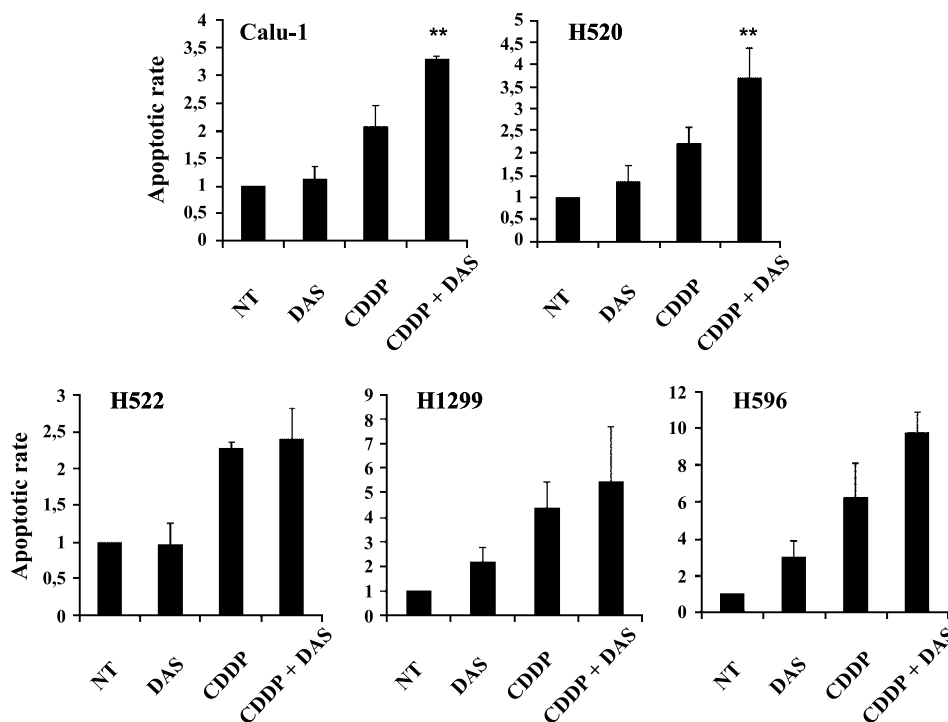 Calu-1
**
Apoptotic rate
4
3,5
3
2,5
2
1,5
1
0,5
0
NT
DAS
CDDP
CDDP + DAS
H520
**
5
4,5
4
3,5
3
2,5
2
1,5
1
0,5
0
NT
DAS
CDDP
CDDP + DAS
H522
Apoptotic rate
3
2,5
2
1,5
1
0,5
0
NT
DAS
CDDP
CDDP + DAS
H1299
9
8
7
6
5
4
3
2
1
0
NT
DAS
CDDP
CDDP + DAS
H596
12
10
8
6
4
2
0
NT
DAS
CDDP
CDDP + DAS